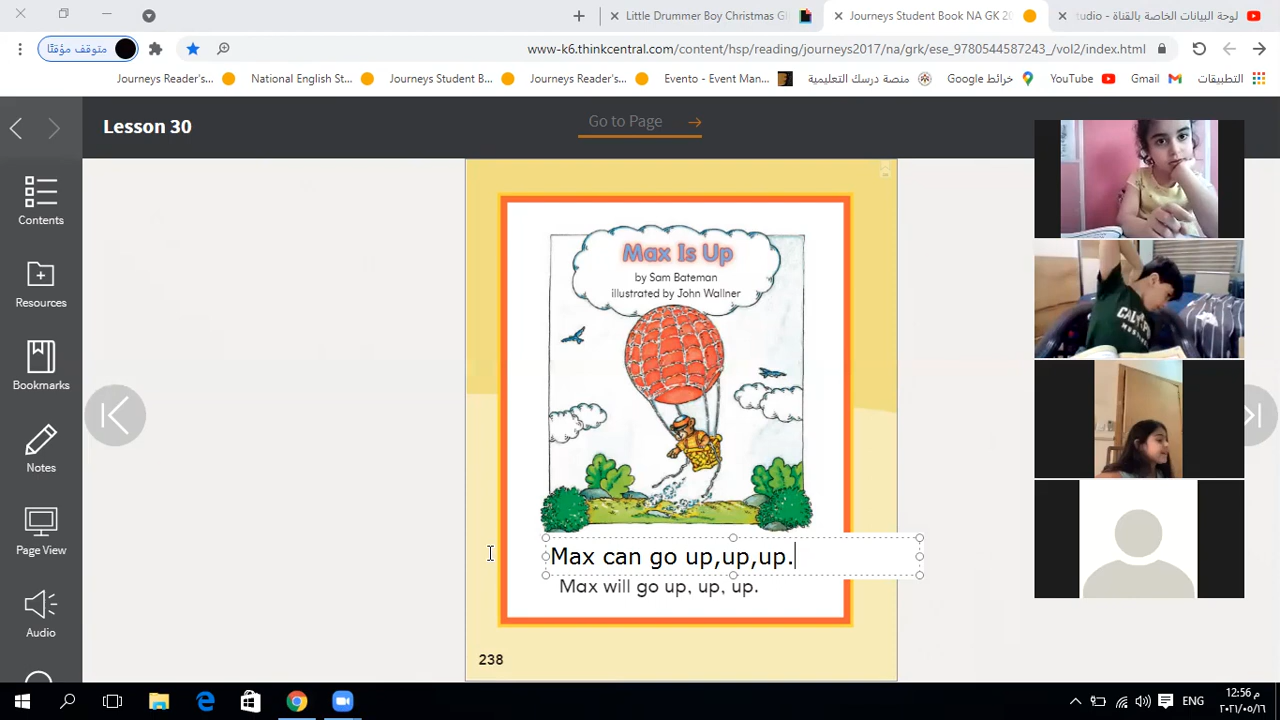 Little Drummer Boy Christmas Gl
Journeys Student Book NA GK 20
لوحة البيانات الخاصة بالقناة - tudio
متوقف مؤقتًا
www-k6.thinkcentral.com/content/hsp/reading/journeys2017/na/grk/ese_9780544587243_/vol2/index.html
Journeys Reader's...
National English St...
Journeys Student B...
Journeys Reader's...
Evento - Event Man...
منصة درسك التعليمية
خرائط Google
YouTube
Gmail
التطبيقات
Lesson 30
Go to Page
Contents
Resources
Bookmarks
Notes
Page View
Audio
Max Is Up
by Sam Bateman
illustrated by John Wallner
Max can go up,up,up.
Max will go up, up, up.
238
ENG
12:56 م
٢٠٢١/٠٥/١٦